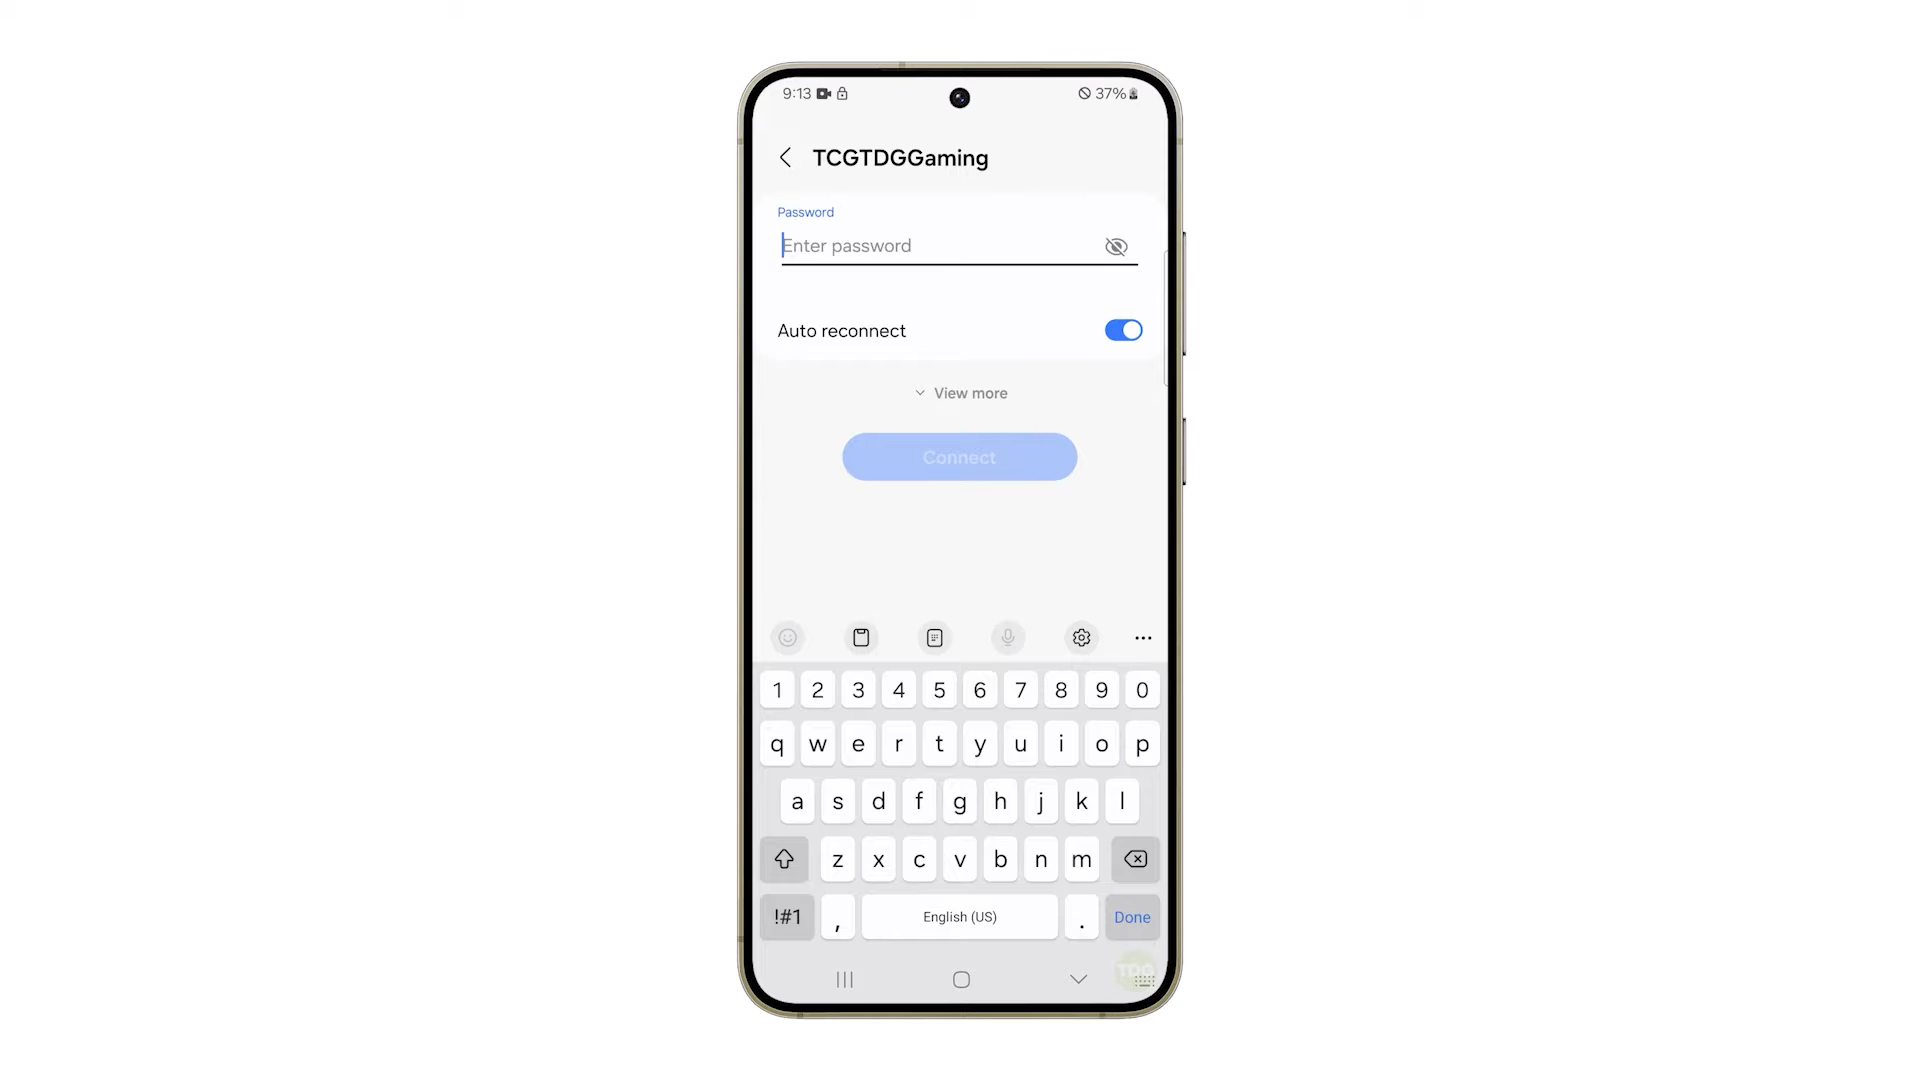 9:13 37%
TCGTDGGaming
Password
Enter password
Auto reconnect
View more
Connect
1 2 3 4 5 6 7 8 9 0
q w e r t y u i o p
a s d f g h j k l
z x c v b n m
!#1 , English (US) . Done
TDG